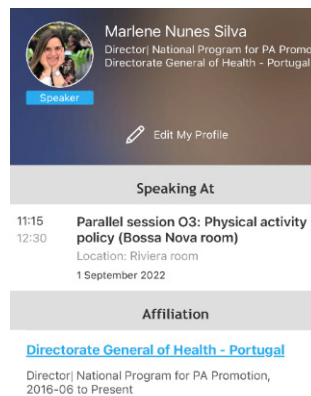 Marlene Nunes Silva
Director| National Program for PA Promo
Directorate General of Health - Portugal
Speaker
Edit My Profile
Speaking At
11:15
Parallel session O3: Physical activity
12:30
policy (Bossa Nova room)
Location: Riviera room
1 September 2022
Affiliation
Directorate General of Health - Portugal
Director| National Program for PA Promotion,
2016-06 to Present